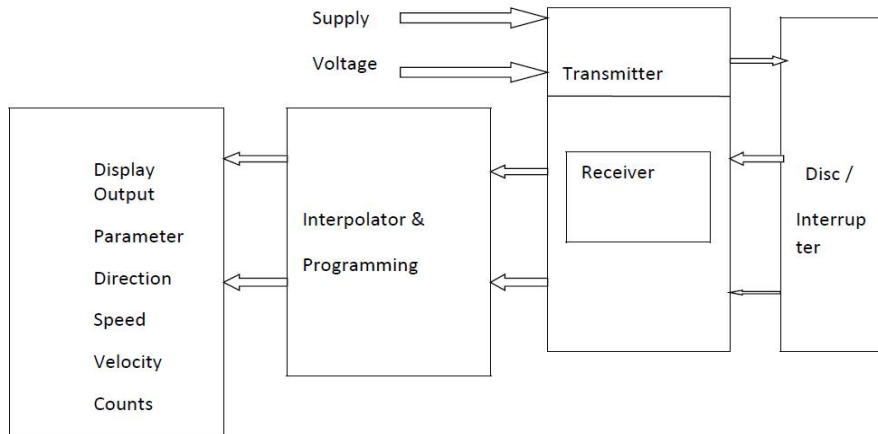 Supply
Voltage
Transmitter
Display
Output
Parameter
Direction
Speed
Velocity
Counts
Interpolator &
Programming
Receiver
Disc /
Interrup
ter